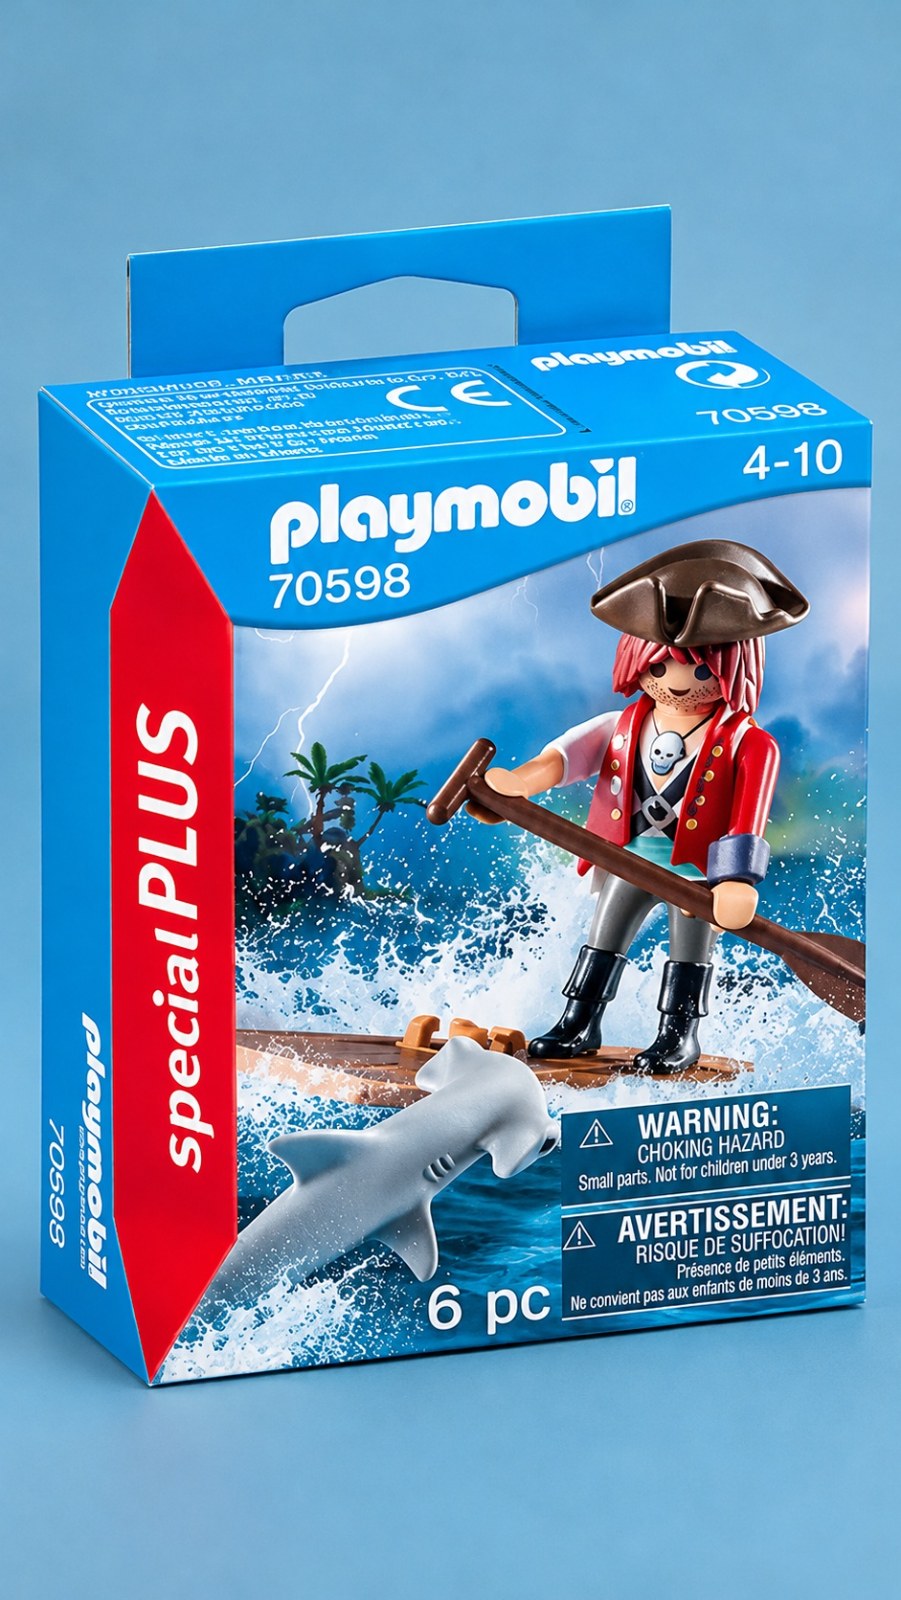 playmobil
70598
4-10
CE
playmobil®
70598
specialPLUS
playmobil
70598
WARNING:
CHOKING HAZARD
Small parts. Not for children under 3 years.
AVERTISSEMENT:
RISQUE DE SUFFOCATION!
Présence de petits éléments.
Ne convient pas aux enfants de moins de 3 ans.
6 pc